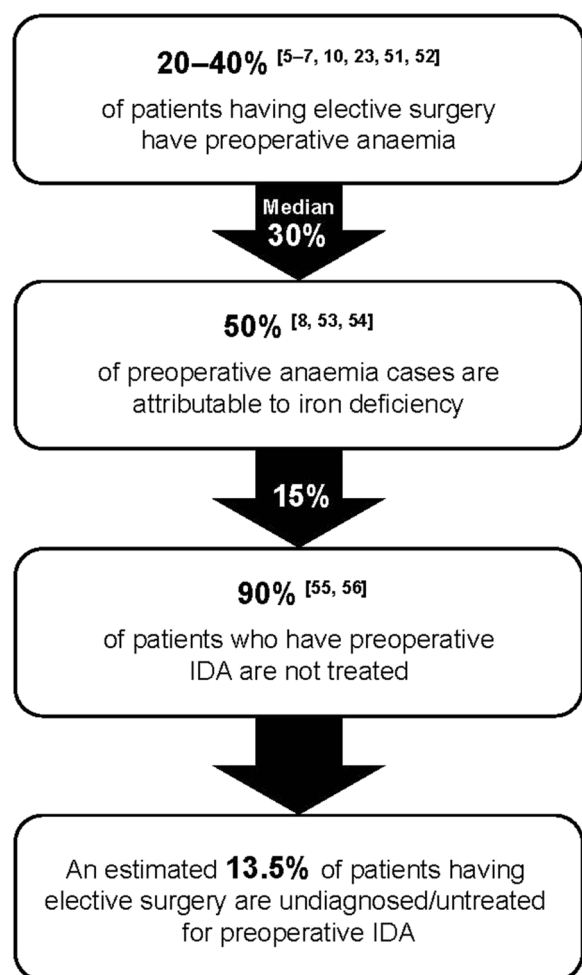 20–40% [5–7, 10, 23, 51, 52]
of patients having elective surgery
have preoperative anaemia
Median
30%
50% [8, 53, 54]
of preoperative anaemia cases are
attributable to iron deficiency
15%
90% [55, 56]
of patients who have preoperative
IDA are not treated
An estimated 13.5% of patients having
elective surgery are undiagnosed/untreated
for preoperative IDA